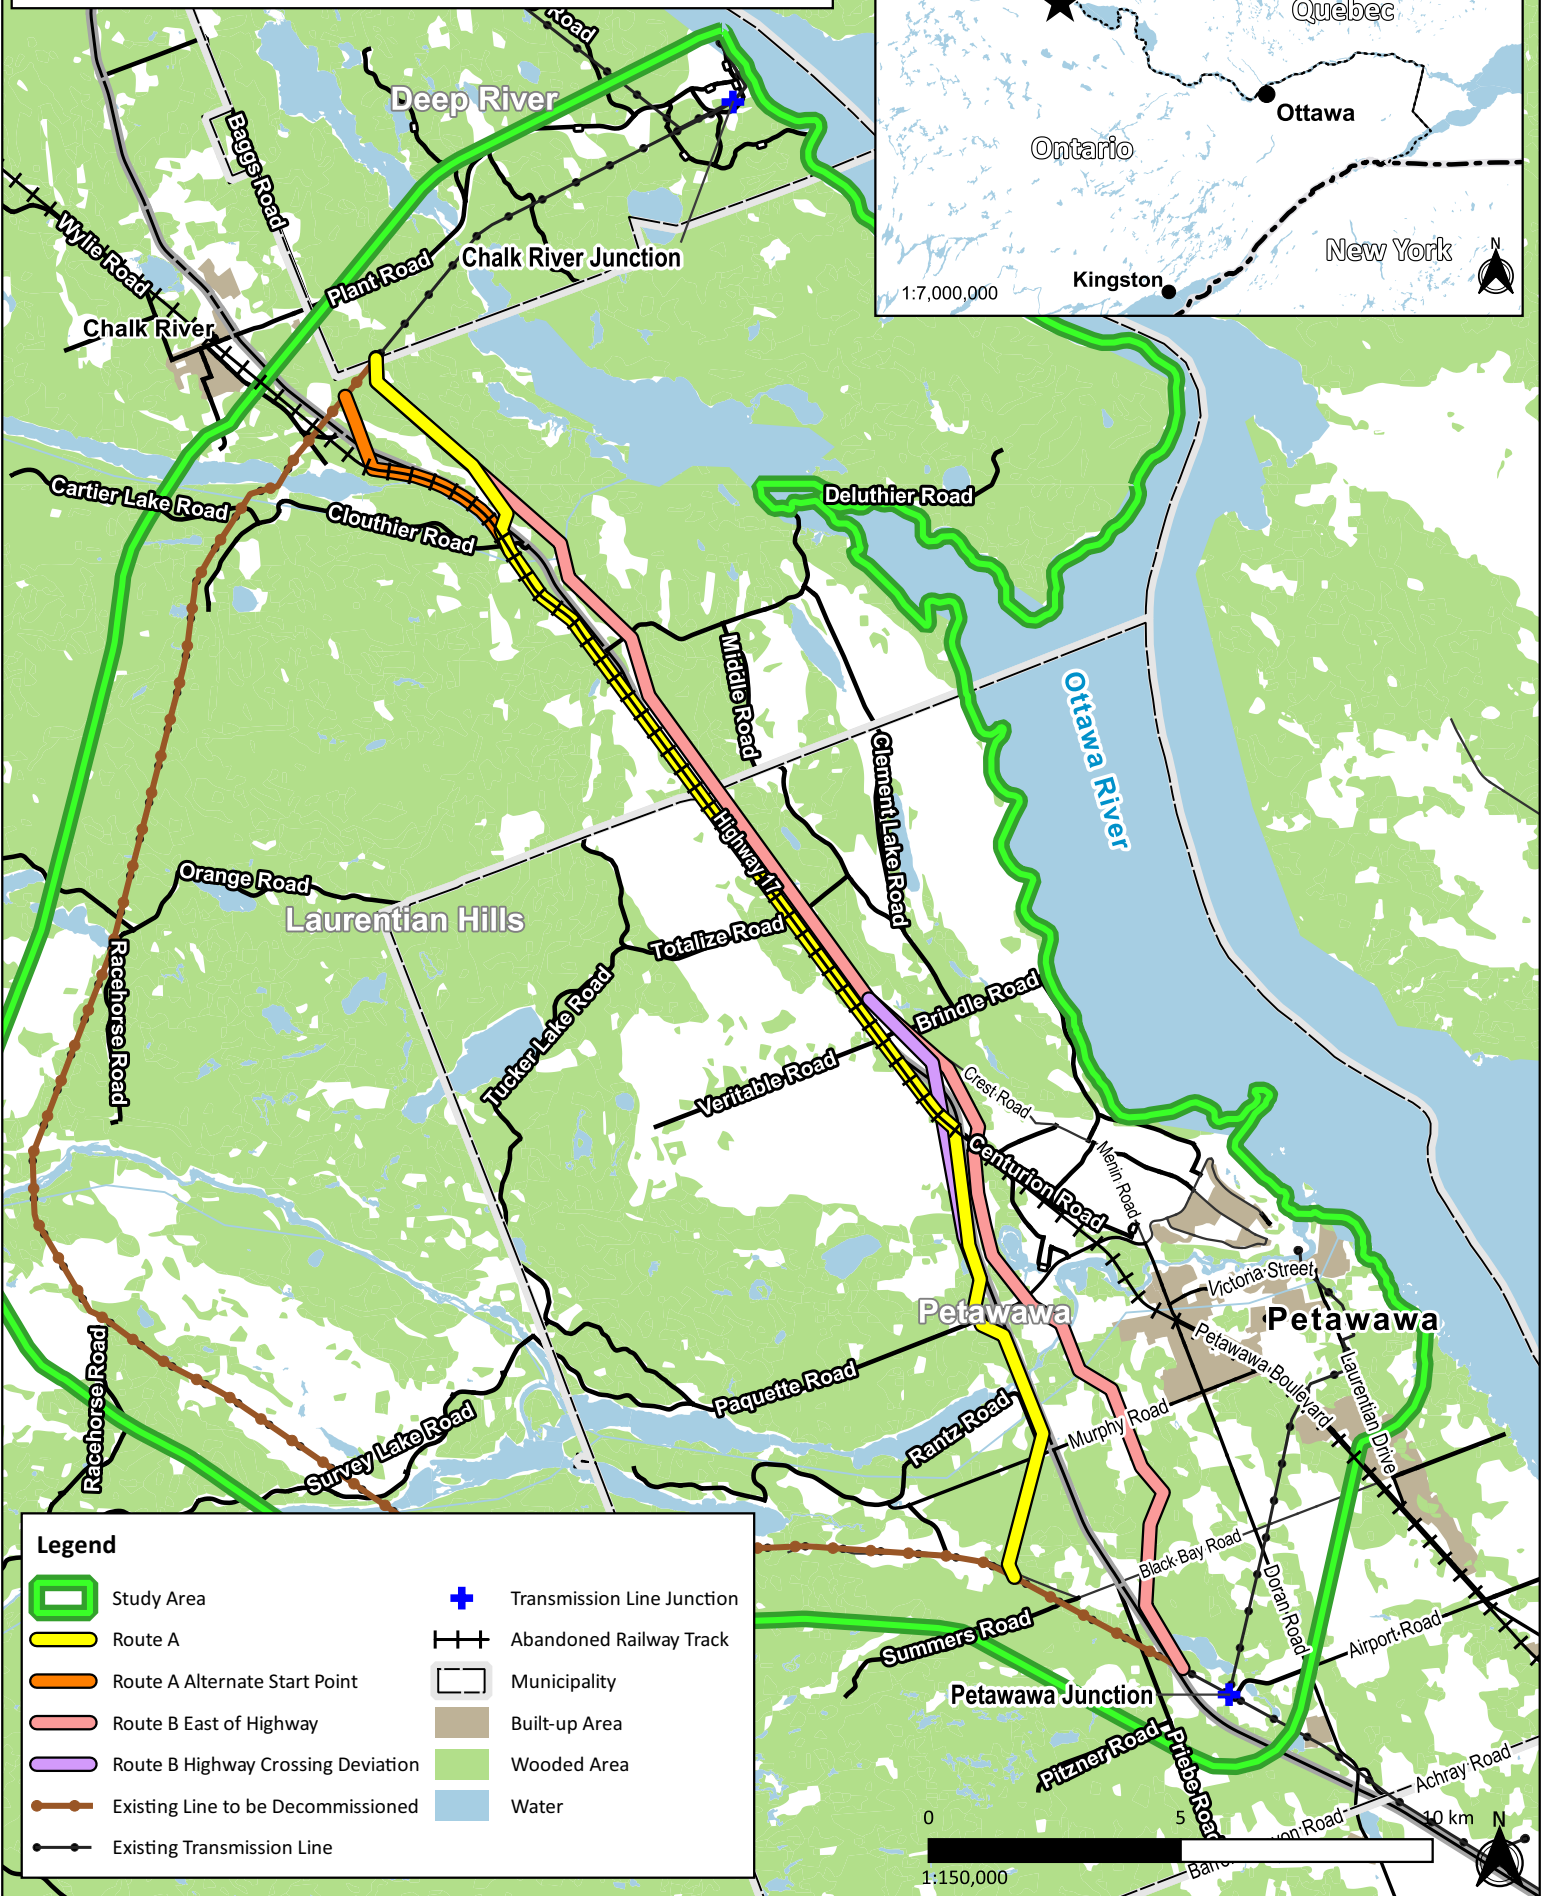 Road
Deep River
Baggs Road
Wylie Road
Plant Road
Chalk River Junction
Chalk River
Quebec
Ottawa
Ontario
New York
Kingston
1:7,000,000
N
Cartier Lake Road
Clouthier Road
Deluthier Road
Middle Road
Clement Lake Road
Ottawa River
Highway 17
Orange Road
Laurentian Hills
Totalize Road
Racehorse Road
Tucker Lake Road
Brindle Road
Veritable Road
Crest Road
Menin Road
Centurion Road
Victoria Street
Petawawa
Petawawa
Petawawa Boulevard
Laurentian Drive
Racehorse Road
Paquette Road
Survey Lake Road
Rantz Road
Murphy Road
Black Bay Road
Doran Road
Airport Road
Summers Road
Petawawa Junction
Pitzner Road
Priebe Road
Achray Road
Legend
Study Area
Route A
Route A Alternate Start Point
Route B East of Highway
Route B Highway Crossing Deviation
Existing Line to be Decommissioned
Existing Transmission Line
Transmission Line Junction
Abandoned Railway Track
Municipality
Built-up Area
Wooded Area
Water
0 5 10 km
N
1:150,000